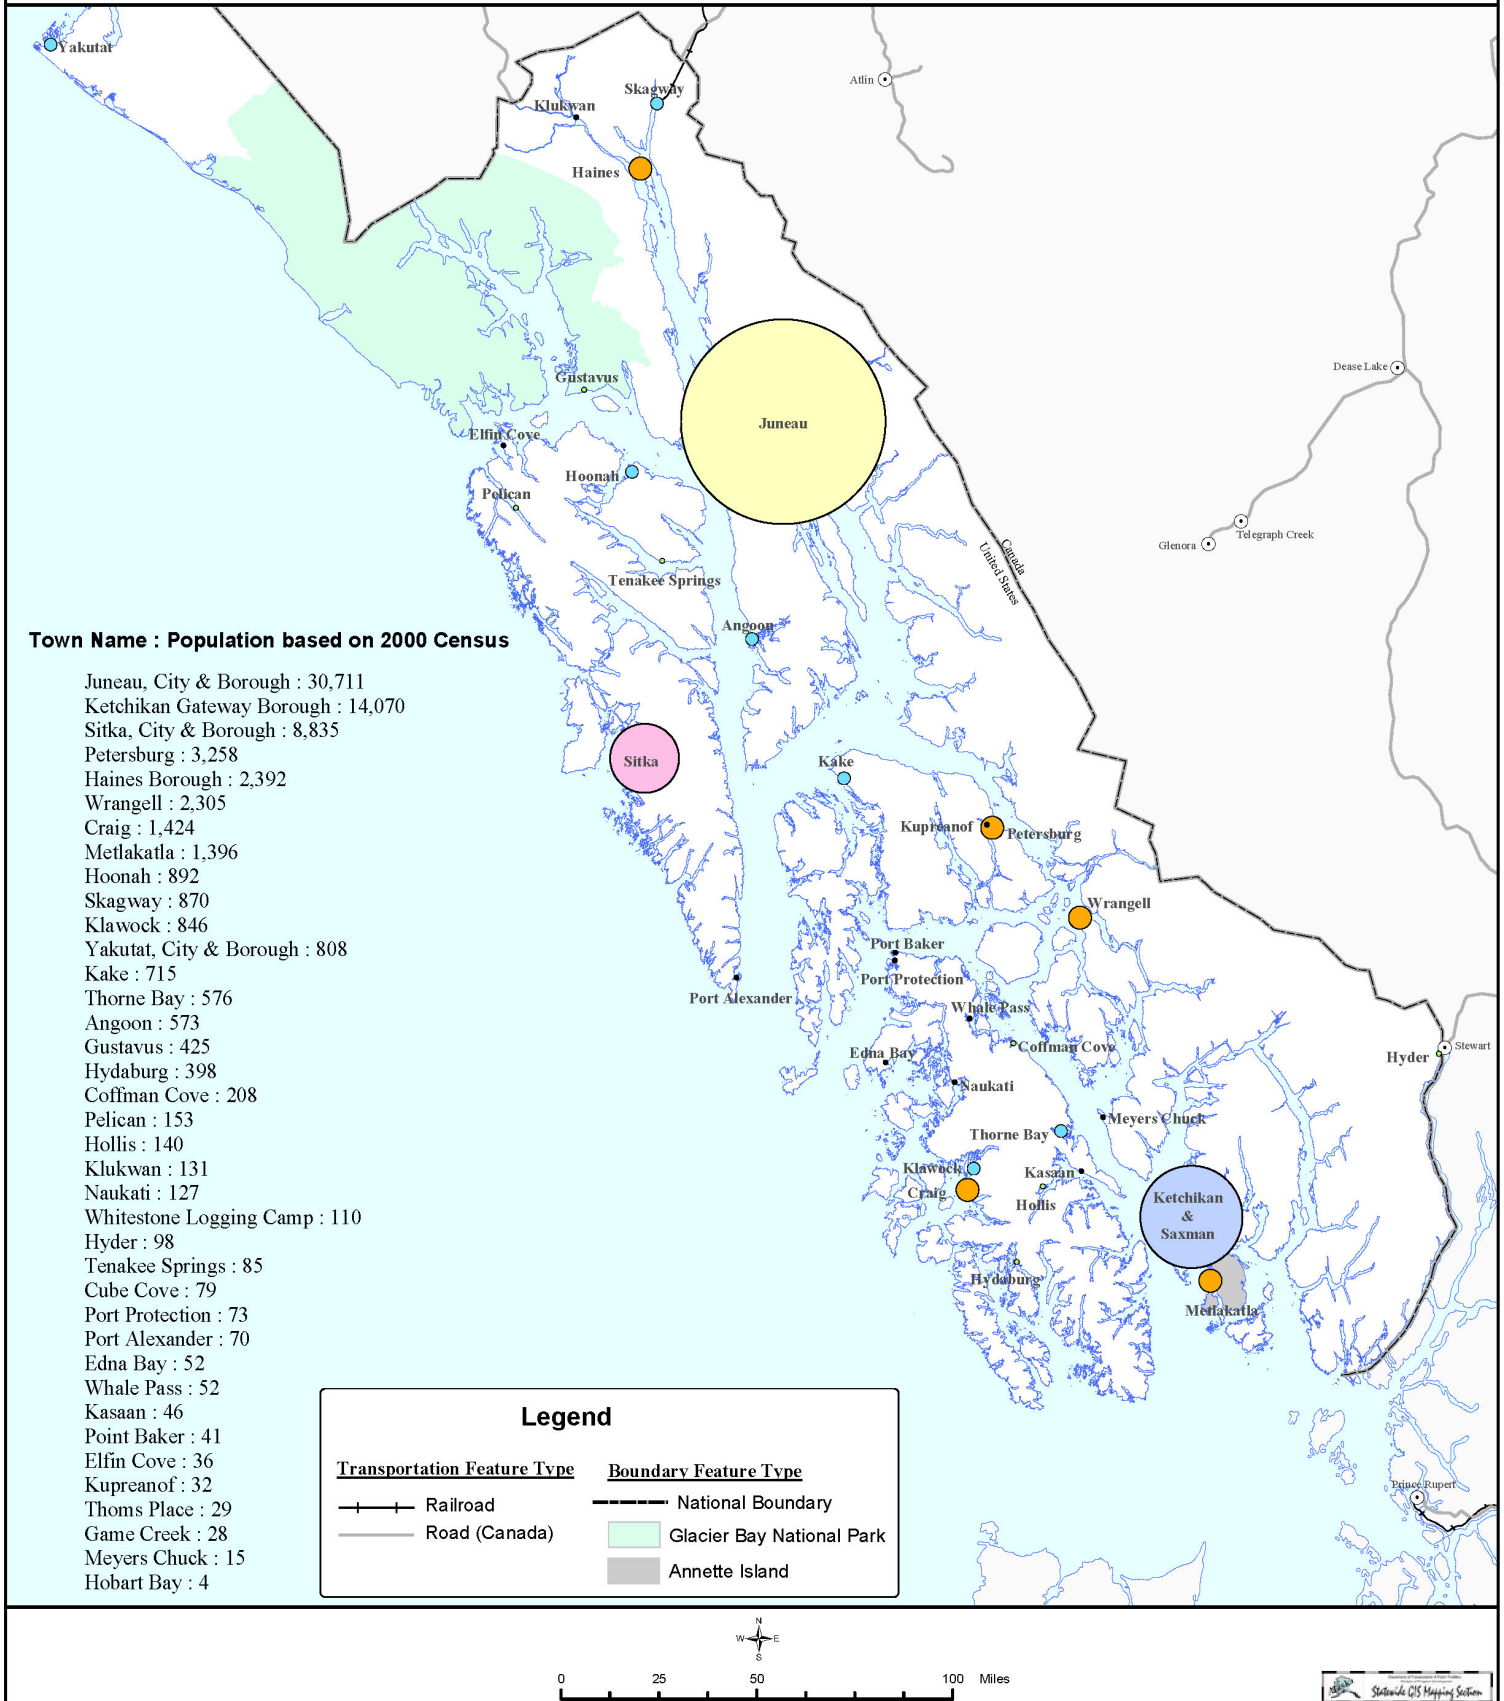 Yakutat
Skagway
Klukwan
Haines
Atlin
Juneau
Gustavus
Dease Lake
Elfin Cove
Hoonah
Pelican
Telegraph Creek
Glenora
Canada
United States
Tenakee Springs
Angoon
Town Name : Population based on 2000 Census
Juneau, City & Borough : 30,711
Ketchikan Gateway Borough : 14,070
Sitka, City & Borough : 8,835
Petersburg : 3,258
Haines Borough : 2,392
Wrangell : 2,305
Craig : 1,424
Metlakatla : 1,396
Hoonah : 892
Skagway : 870
Klawock : 846
Yakutat, City & Borough : 808
Kake : 715
Thorne Bay : 576
Angoon : 573
Gustavus : 425
Hydaburg : 398
Coffman Cove : 208
Pelican : 153
Hollis : 140
Klukwan : 131
Naukati : 127
Whitestone Logging Camp : 110
Hyder : 98
Tenakee Springs : 85
Cube Cove : 79
Port Protection : 73
Port Alexander : 70
Edna Bay : 52
Whale Pass : 52
Kasaan : 46
Point Baker : 41
Elfin Cove : 36
Kupreanof : 32
Thoms Place : 29
Game Creek : 28
Meyers Chuck : 15
Hobart Bay : 4
Sitka
Kake
Kupreanof
Petersburg
Wrangell
Port Baker
Port Protection
Port Alexander
Whale Pass
Coffman Cove
Edna Bay
Naukati
Hyder
Stewart
Meyers Chuck
Thorne Bay
Klawock
Kasaan
Craig
Hollis
Ketchikan
&
Saxman
Hydaburg
Metlakatla
Prince Rupert
Legend
Transportation Feature Type
Railroad
Road (Canada)
Boundary Feature Type
National Boundary
Glacier Bay National Park
Annette Island
N
W E
S
0 25 50 100 Miles
Statewide GIS Mapping Section